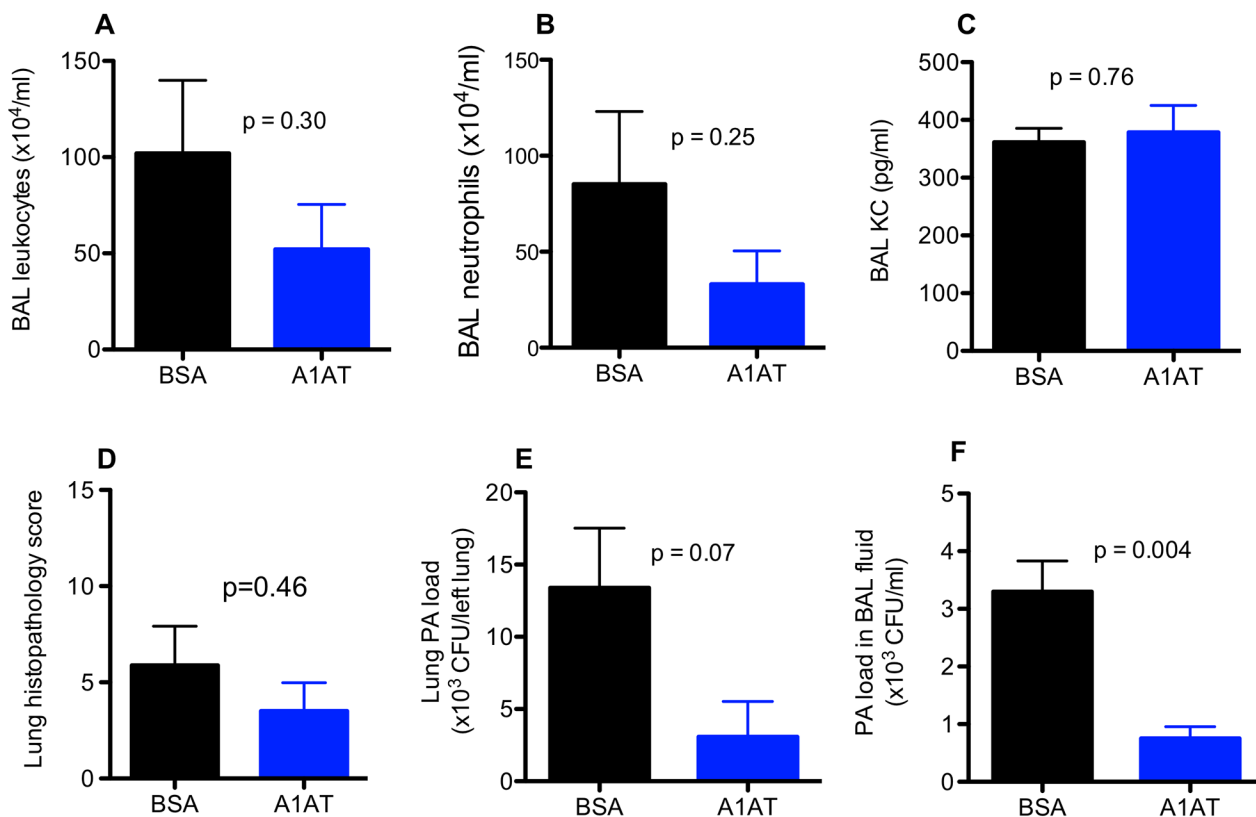 A
BAL leukocytes (x10⁴/ml)
150
100
50
0
p = 0.30
BSA
A1AT
B
BAL neutrophils (x10⁴/ml)
150
100
50
0
p = 0.25
BSA
A1AT
C
BAL KC (pg/ml)
500
400
300
200
100
0
p = 0.76
BSA
A1AT
D
Lung histopathology score
15
10
5
0
p=0.46
BSA
A1AT
E
Lung PA load
(x10³ CFU/left lung)
20
15
10
5
0
p = 0.07
BSA
A1AT
F
PA load in BAL fluid
(x10³ CFU/ml)
5
4
3
2
1
0
p = 0.004
BSA
A1AT